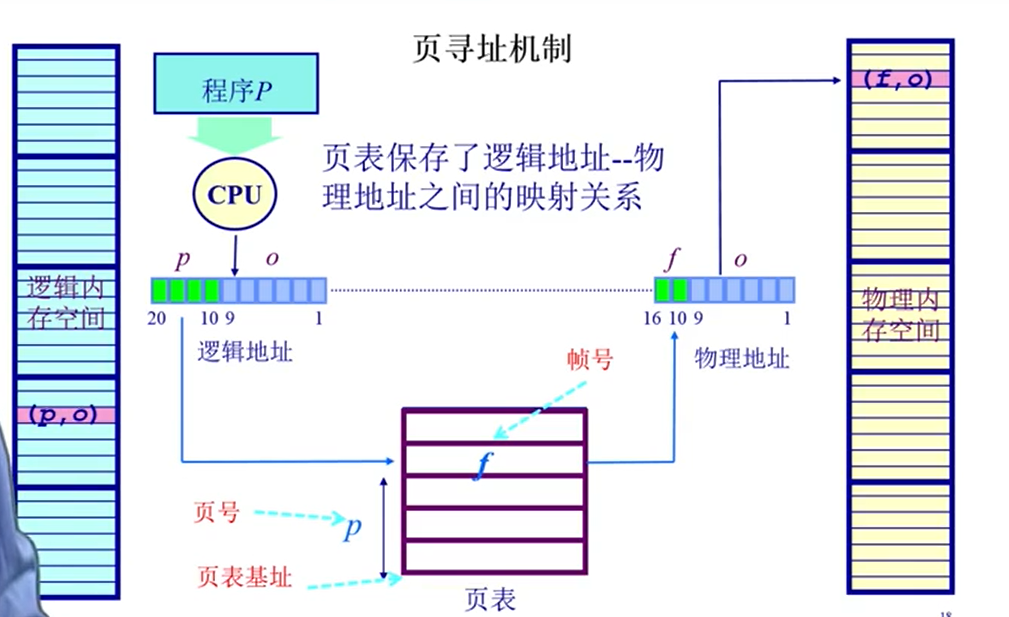 页寻址机制
程序P
CPU
页表保存了逻辑地址--物
理地址之间的映射关系
(f,o)
p
o
f
o
20
10
9
1
16
10
9
1
逻辑地址
物理地址
逻辑内
存空间
物理内
存空间
(p,o)
帧号
f
页号
p
页表基址
页表
18